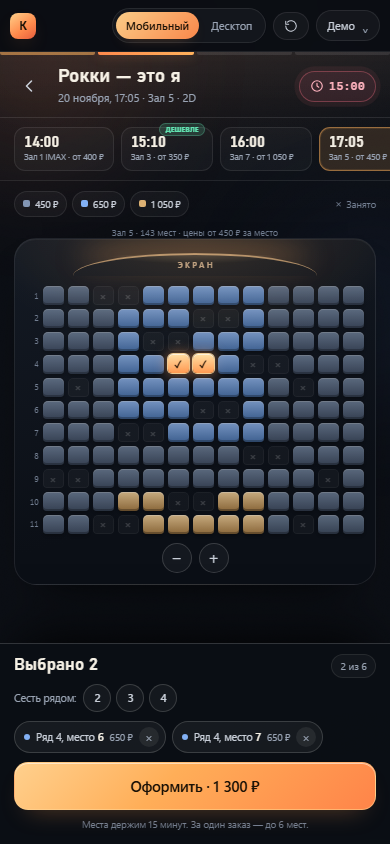 К
Мобильный Десктоп Демо
Рокки — это я
20 ноября, 17:05 · Зал 5 · 2D
15:00
ДЕШЕВЛЕ
14:00 15:10 16:00 17:05
Зал 1 IMAX · от 400 ₽ Зал 3 · от 350 ₽ Зал 7 · от 1 050 ₽ Зал 5 · от 450 ₽
450 ₽ 650 ₽ 1 050 ₽ × Занято
Зал 5 · 143 мест · цены от 450 ₽ за место
ЭКРАН
1
2
3
4
5
6
7
8
9
10
11
− +
Выбрано 2
2 из 6
Сесть рядом: 2 3 4
Ряд 4, место 6 650 ₽ × Ряд 4, место 7 650 ₽ ×
Оформить · 1 300 ₽
Места держим 15 минут. За один заказ — до 6 мест.